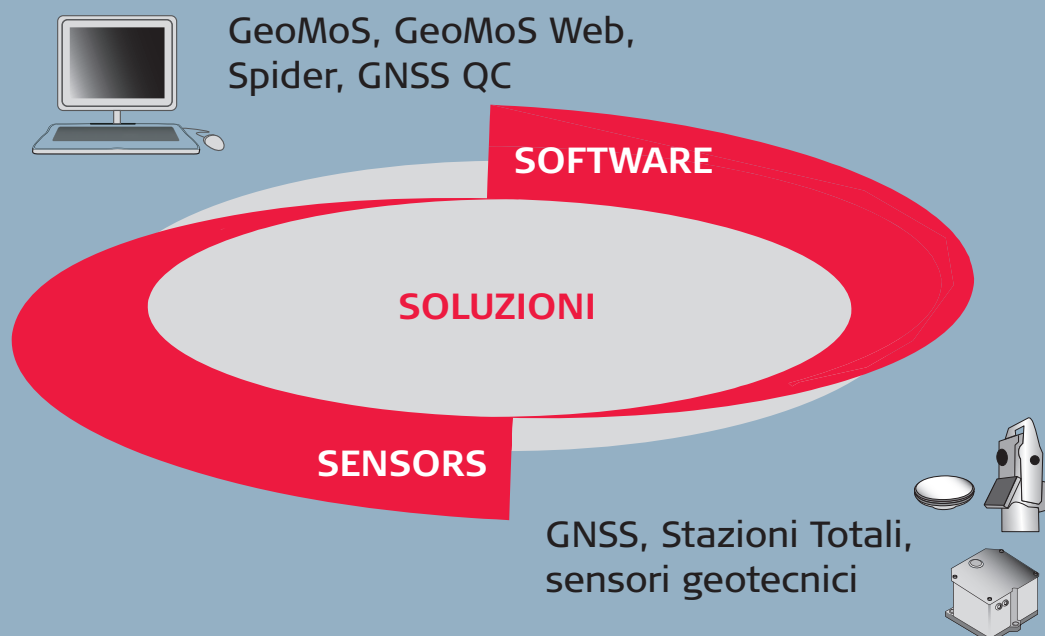 GeoMoS, GeoMoS Web,
Spider, GNSS QC
SOFTWARE
SOLUZIONI
SENSORS
GNSS, Stazioni Totali,
sensori geotecnici